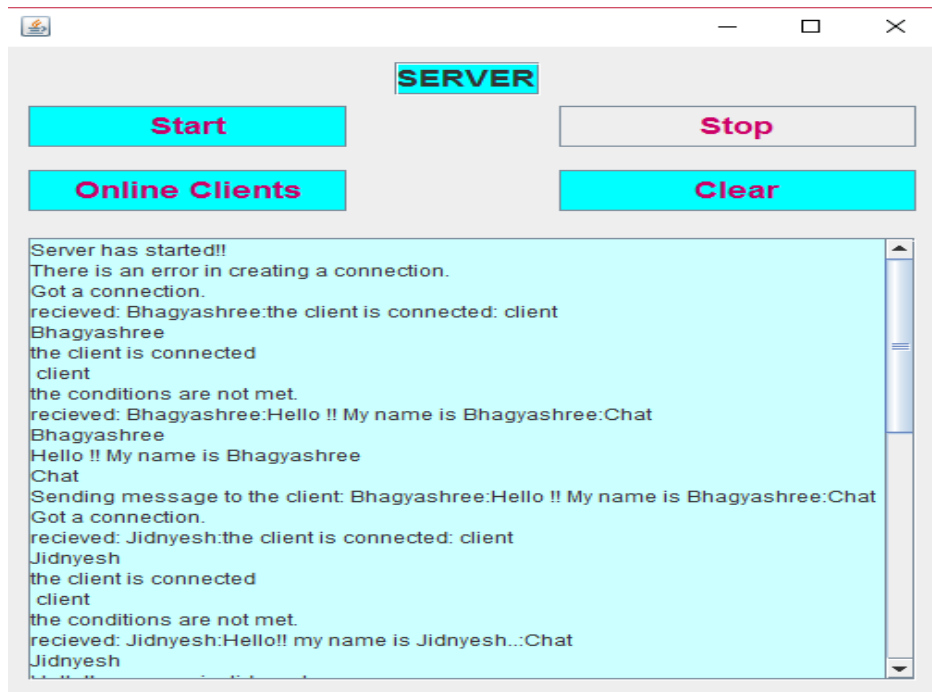 SERVER
Start
Stop
Online Clients
Clear
Server has started!!
There is an error in creating a connection.
Got a connection.
recieved: Bhagyashree:the client is connected: client
Bhagyashree
the client is connected
client
the conditions are not met.
recieved: Bhagyashree:Hello !! My name is Bhagyashree:Chat
Bhagyashree
Hello !! My name is Bhagyashree
Chat
Sending message to the client: Bhagyashree:Hello !! My name is Bhagyashree:Chat
Got a connection.
recieved: Jidnyesh:the client is connected: client
Jidnyesh
the client is connected
client
the conditions are not met.
recieved: Jidnyesh:Hello!! my name is Jidnyesh..:Chat
Jidnyesh